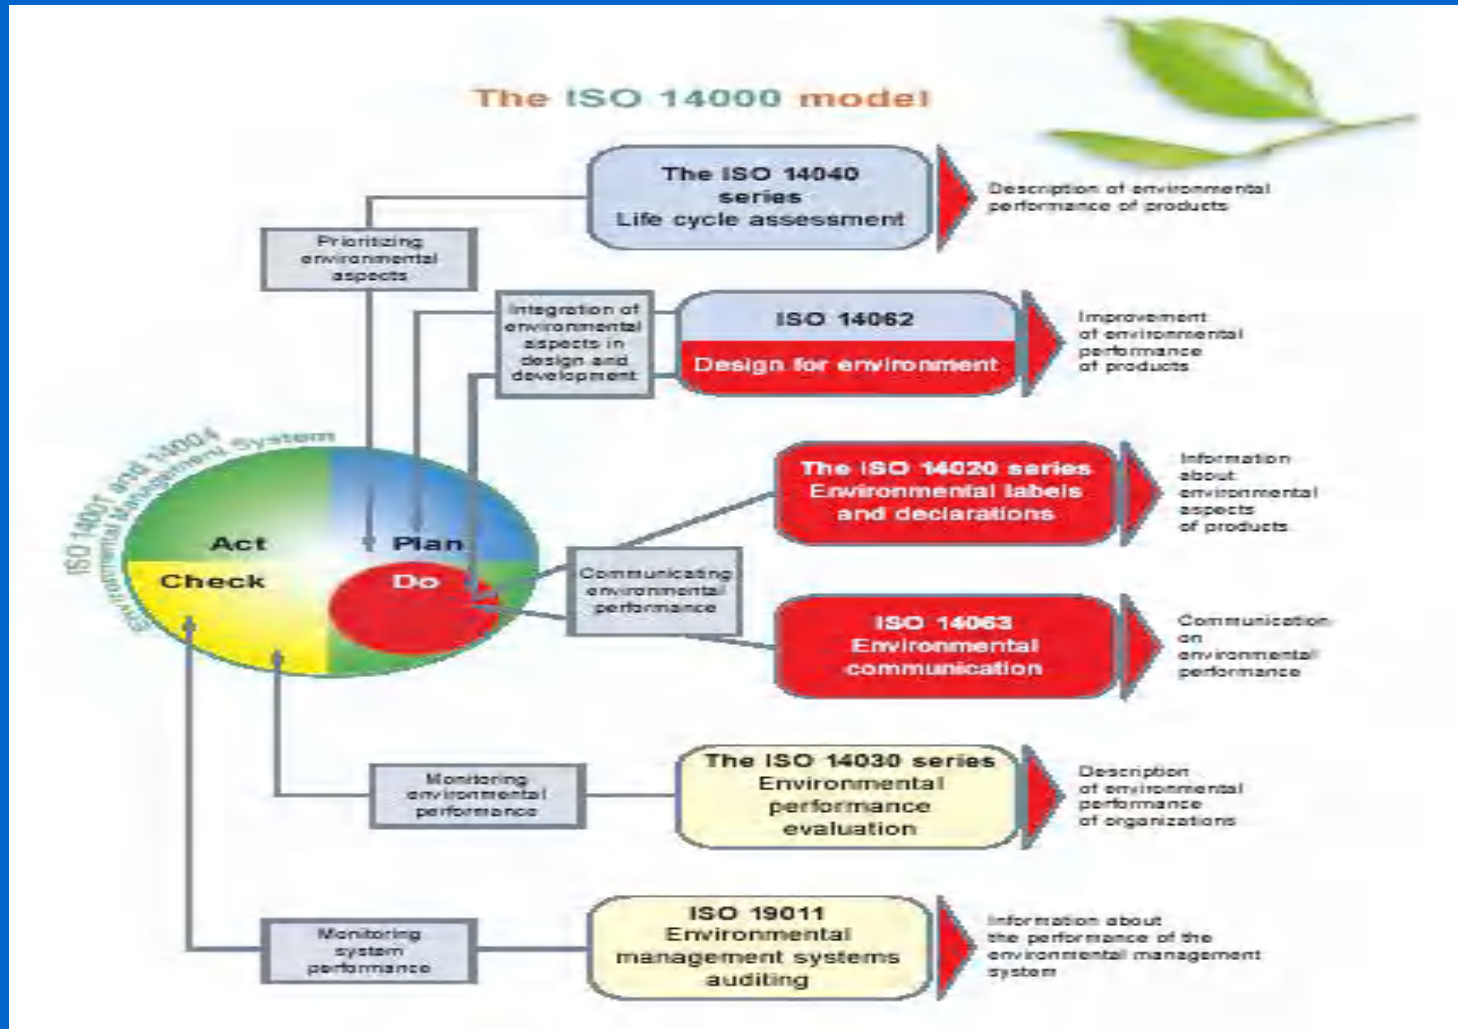 The ISO 14000 model
The ISO 14040
series
Life cycle assessment
Description of environmental
performance of products
Prioritizing
environmental
aspects
Integration of
environmental
aspects in
design and
development
ISO 14062
Design for environment
Improvement
of environmental
performance
of products
ISO 14001 and 14004
Environmental Management System
Act
Plan
Check
Do
The ISO 14020 series
Environmental labels
and declarations
Information
about
environmental
aspects
of products
Communicating
environmental
performance
ISO 14063
Environmental
communication
Communication
on
environmental
performance
Monitoring
environmental
performance
The ISO 14030 series
Environmental
performance
evaluation
Description
of environmental
performance
of organizations
Monitoring
system
performance
ISO 19011
Environmental
management systems
auditing
Information about
the performance of the
environmental management
system